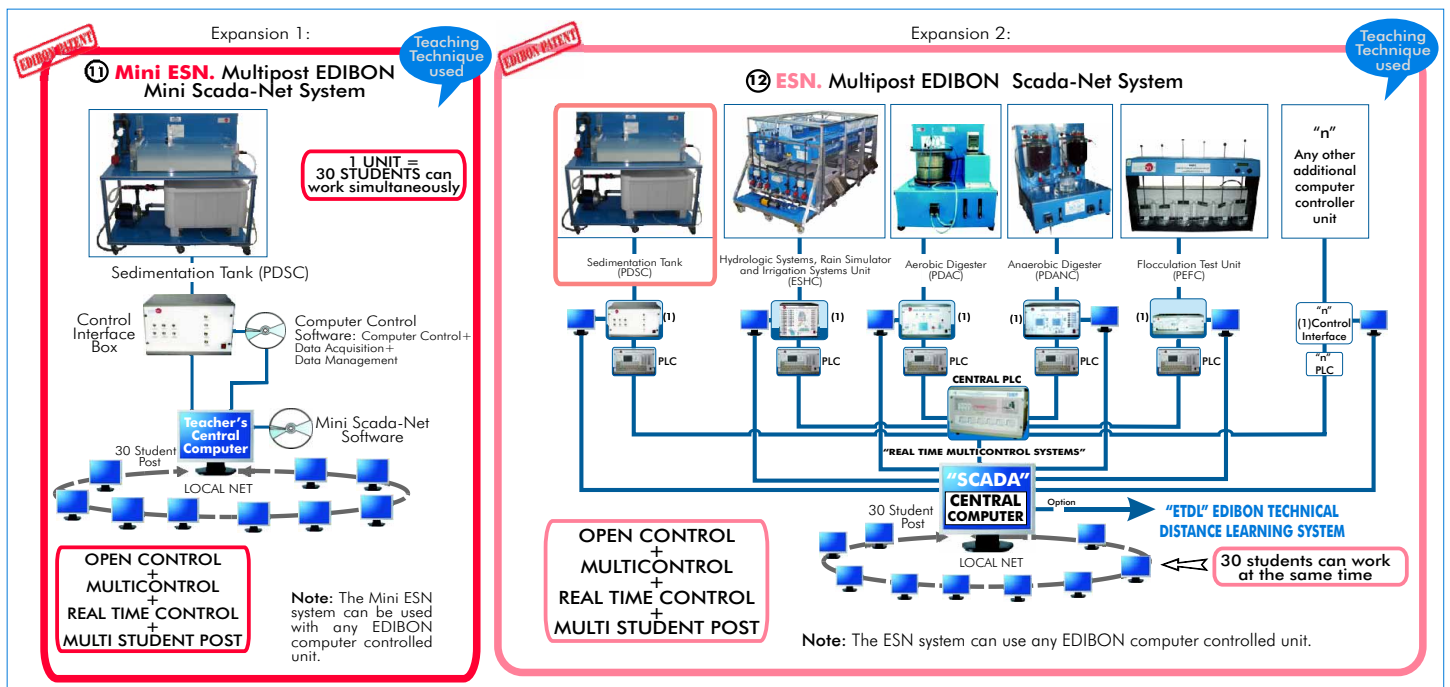 Expansion 1:
EDIBON PATENT
Teaching
Technique
used
11 Mini ESN. Multipost EDIBON
Mini Scada-Net System
1 UNIT =
30 STUDENTS can
work simultaneously
Sedimentation Tank (PDSC)
Control
Interface
Box
Computer Control
Software: Computer Control+
Data Acquisition+
Data Management
Teacher's
Central
Computer
Mini Scada-Net
Software
30 Student
Post
LOCAL NET
OPEN CONTROL
+
MULTICONTROL
+
REAL TIME CONTROL
+
MULTI STUDENT POST
Note: The Mini ESN
system can be used
with any EDIBON
computer controlled
unit.
Expansion 2:
EDIBON PATENT
Teaching
Technique
used
12 ESN. Multipost EDIBON Scada-Net System
Sedimentation Tank
(PDSC)
Hydrologic Systems, Rain Simulator
and Irrigation Systems Unit
(ESHC)
Aerobic Digester
(PDAC)
Anaerobic Digester
(PDANC)
Flocculation Test Unit
(PEFC)
"n"
Any other
additional
computer
controller
unit
(1)
(1)
(1)
(1)
(1)
"n"
(1)Control
Interface
PLC
PLC
PLC
PLC
PLC
"n"
PLC
CENTRAL PLC
"REAL TIME MULTICONTROL SYSTEMS"
"SCADA"
CENTRAL
COMPUTER
Option
"ETDL" EDIBON TECHNICAL
DISTANCE LEARNING SYSTEM
30 Student
Post
LOCAL NET
30 students can work
at the same time
OPEN CONTROL
+
MULTICONTROL
+
REAL TIME CONTROL
+
MULTI STUDENT POST
Note: The ESN system can use any EDIBON computer controlled unit.